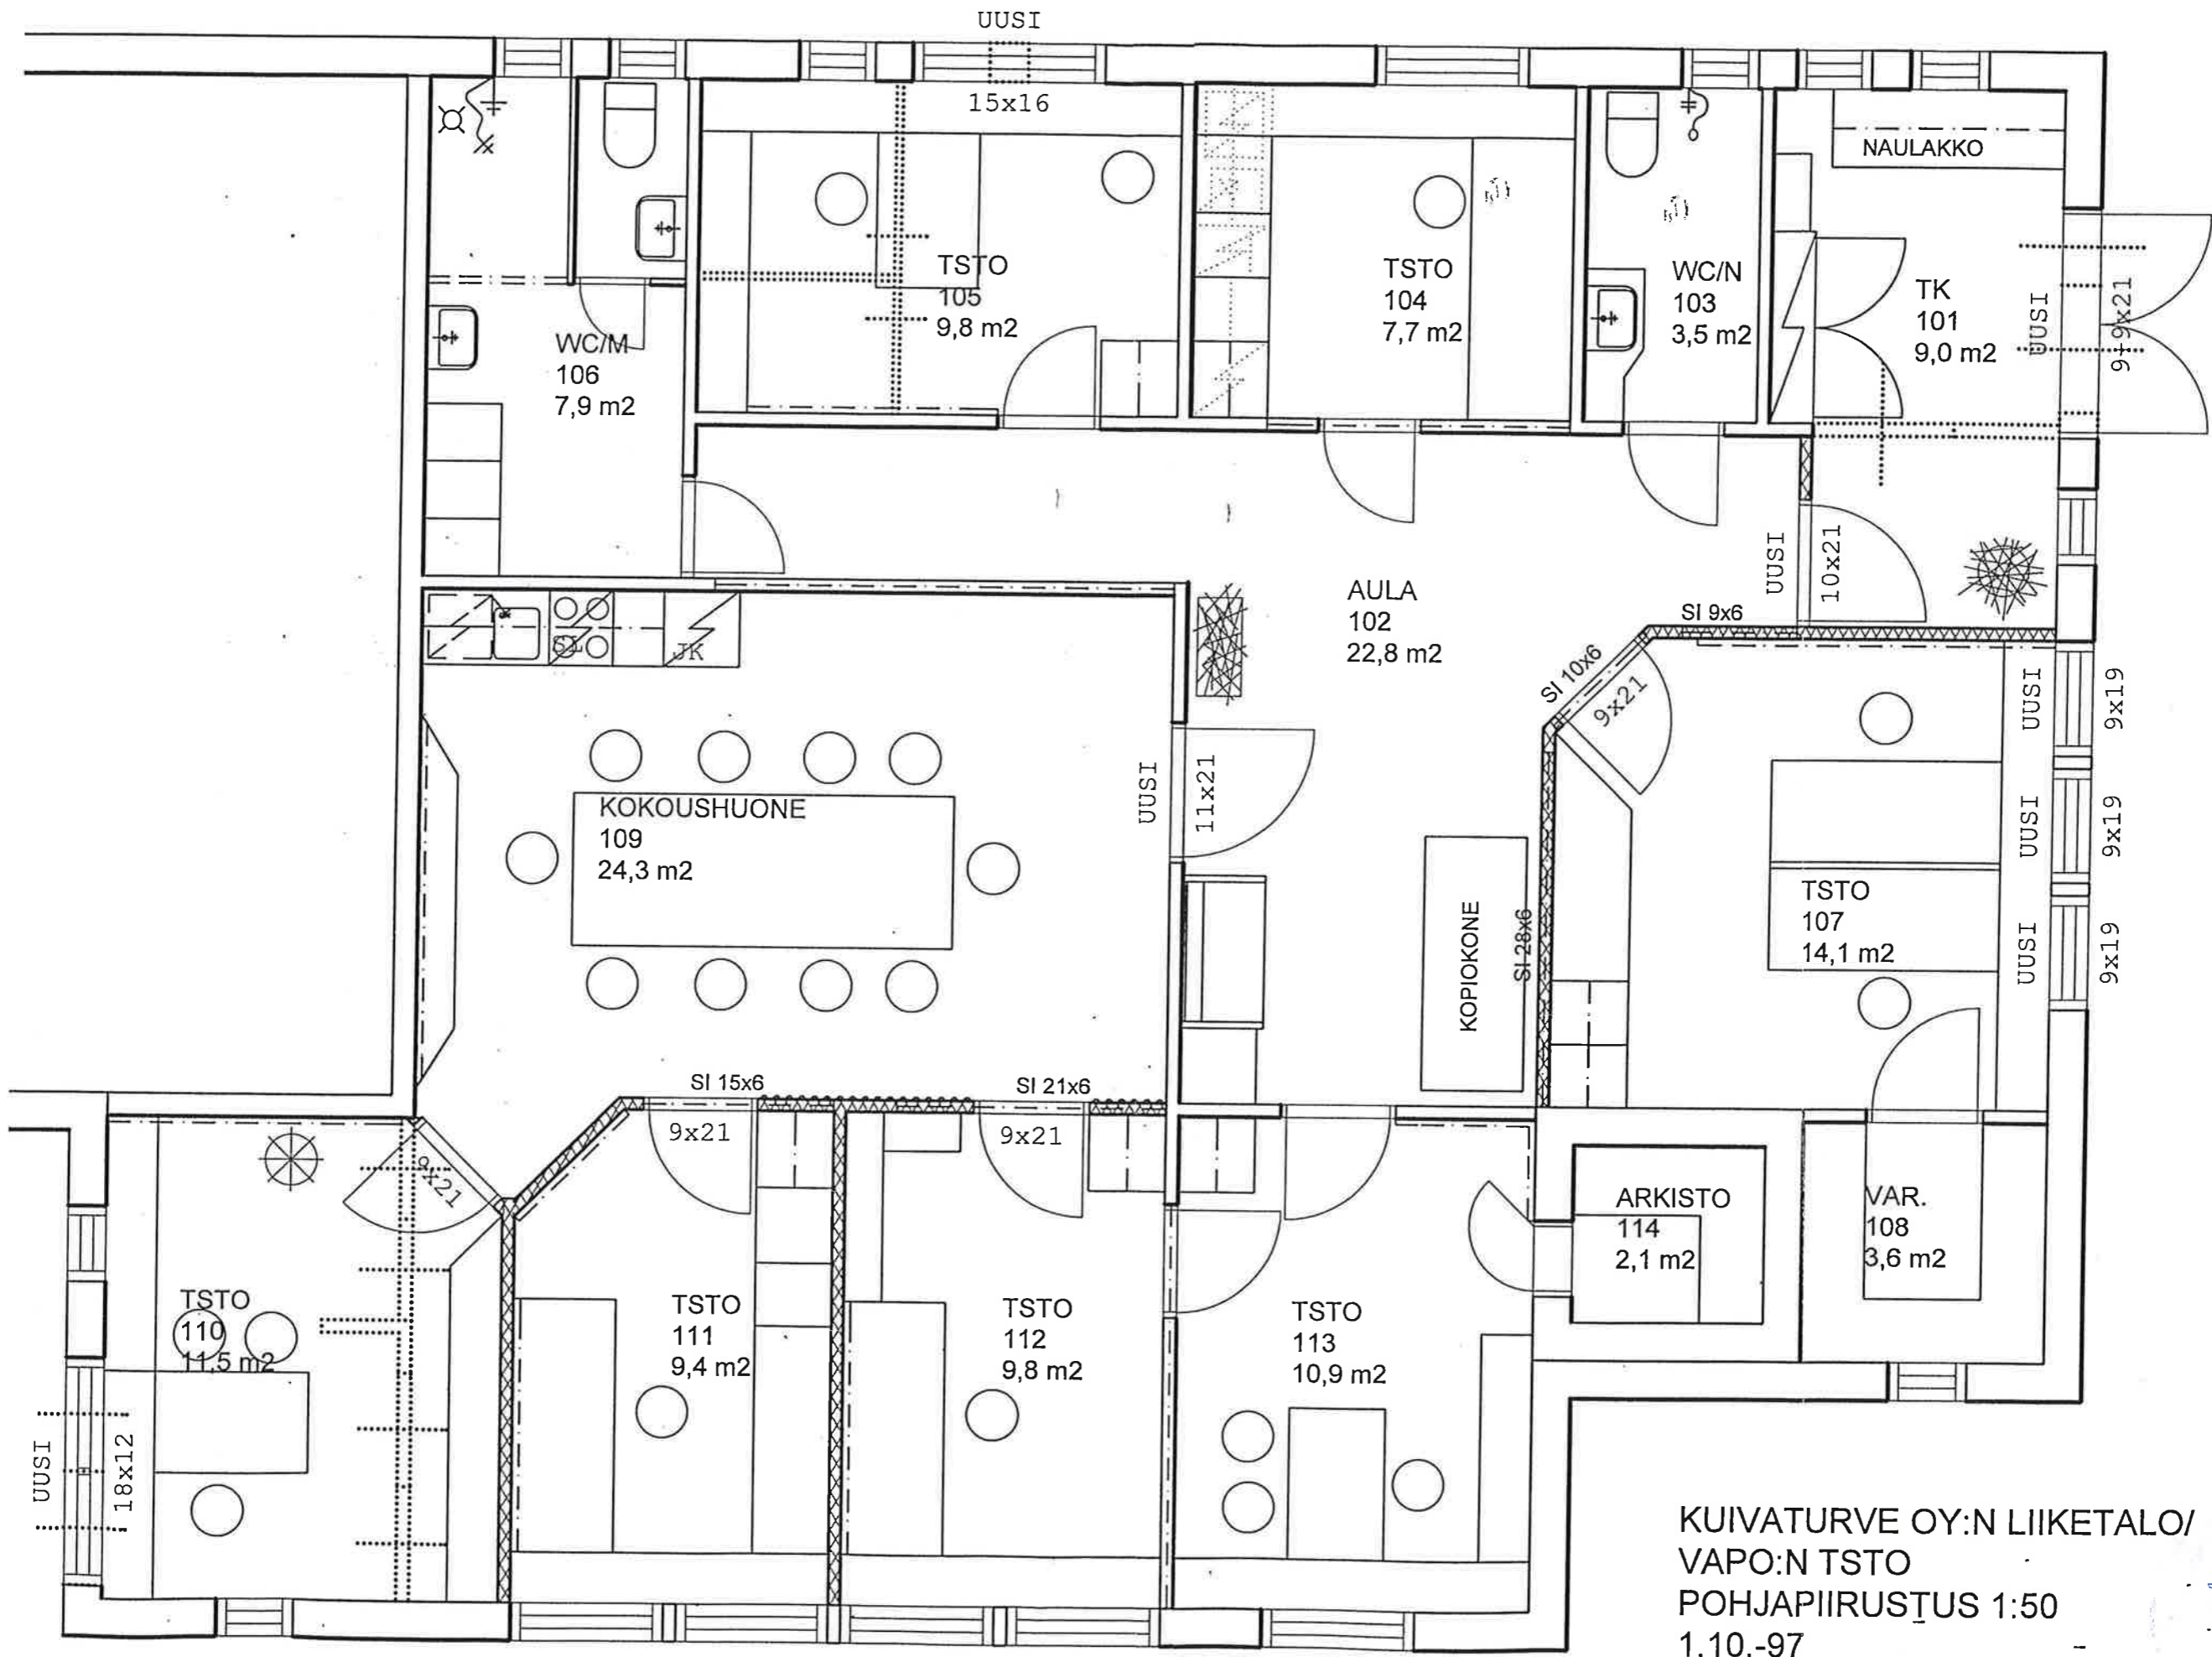 UUSI
15x16
NAULAKKO
TSTO
105
9,8 m2
TSTO
104
7,7 m2
WC/N
103
3,5 m2
TK
101
9,0 m2
UUSI
9+9x21
WC/M
106
7,9 m2
UUSI
10x21
AULA
102
22,8 m2
SI 9x6
SI 10x6
9x21
JK
UUSI
9x19
UUSI
9x19
UUSI
9x19
KOKOUSHUONE
109
24,3 m2
UUSI
11x21
KOPIOKONE
SI 28x6
TSTO
107
14,1 m2
SI 15x6
SI 21x6
9x21
9x21
9x21
ARKISTO
114
2,1 m2
VAR.
108
3,6 m2
TSTO
110
11,5 m2
TSTO
111
9,4 m2
TSTO
112
9,8 m2
TSTO
113
10,9 m2
UUSI
18x12
KUIVATURVE OY:N LIIKETALO/
VAPO:N TSTO
POHJAPIIRUSTUS 1:50
1.10.-97